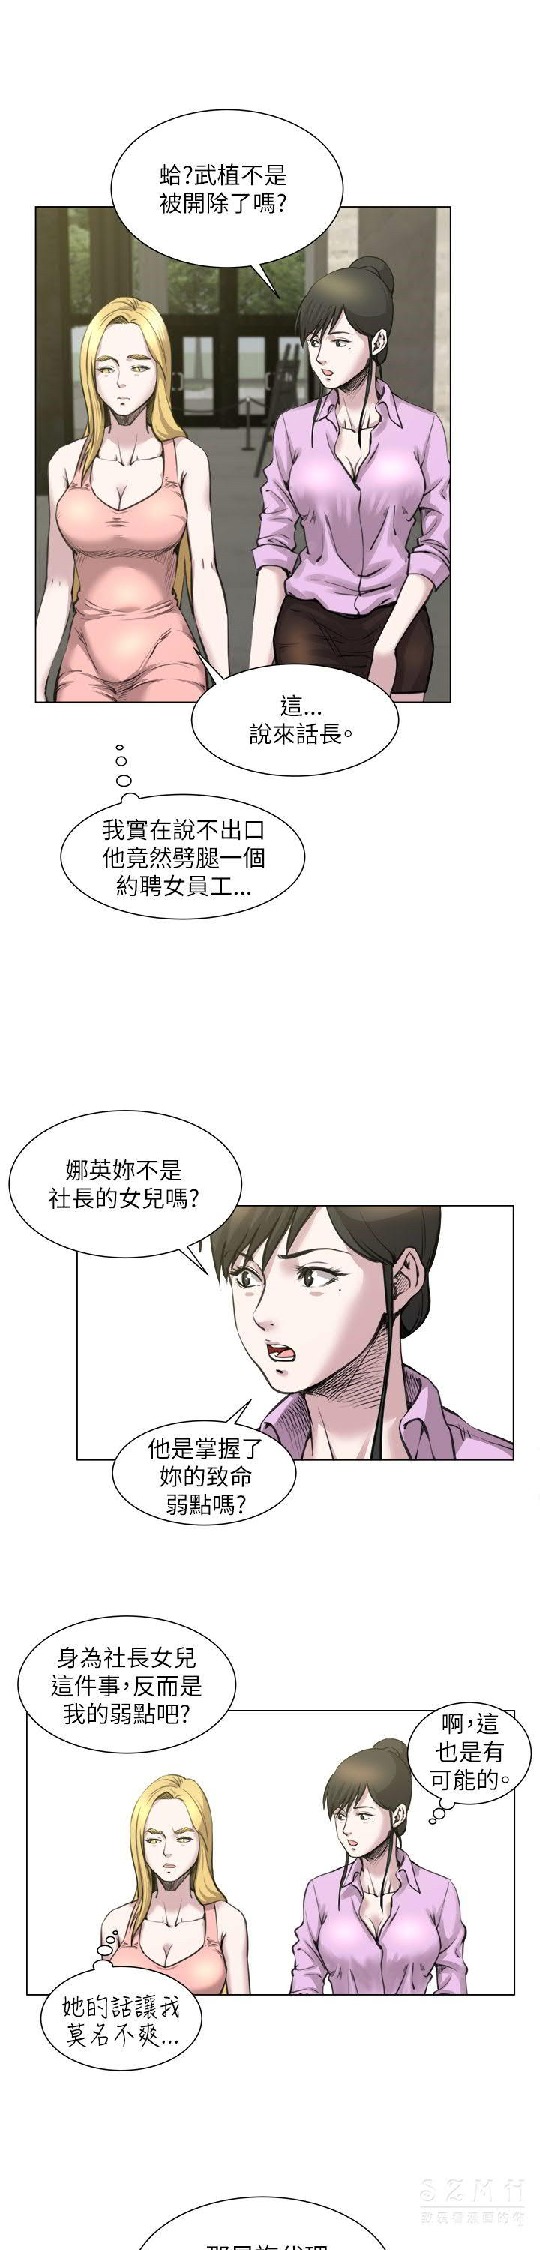 蛤?武植不是
被開除了嗎?
這...
說來話長。
我實在說不出口
他竟然劈腿一個
約聘女員工...
娜英妳不是
社長的女兒嗎?
他是掌握了
妳的致命
弱點嗎?
身為社長女兒
這件事,反而是
我的弱點吧?
啊,這
也是有
可能的。
她的話讓我
莫名不爽...
SZMH